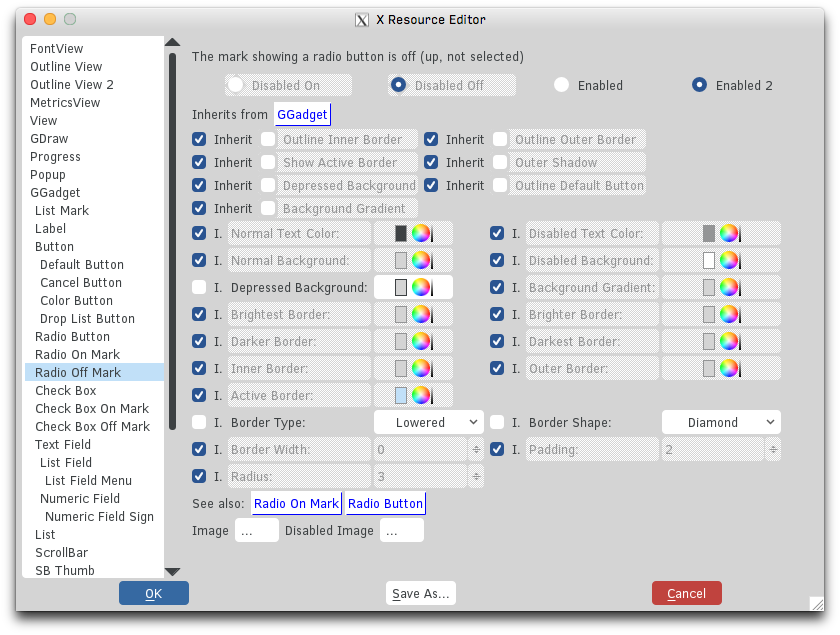 X Resource Editor
FontView
Outline View
Outline View 2
MetricsView
View
GDraw
Progress
Popup
GGadget
List Mark
Label
Button
Default Button
Cancel Button
Color Button
Drop List Button
Radio Button
Radio On Mark
Radio Off Mark
Check Box
Check Box On Mark
Check Box Off Mark
Text Field
List Field
List Field Menu
Numeric Field
Numeric Field Sign
List
ScrollBar
SB Thumb
The mark showing a radio button is off (up, not selected)
Disabled On Disabled Off Enabled Enabled 2
Inherits from GGadget
Inherit Outline Inner Border Inherit Outline Outer Border
Inherit Show Active Border Inherit Outer Shadow
Inherit Depressed Background Inherit Outline Default Button
Inherit Background Gradient
I. Normal Text Color: I. Disabled Text Color:
I. Normal Background: I. Disabled Background:
I. Depressed Background: I. Background Gradient:
I. Brightest Border: I. Brighter Border:
I. Darker Border: I. Darkest Border:
I. Inner Border: I. Outer Border:
I. Active Border:
I. Border Type: Lowered I. Border Shape: Diamond
I. Border Width: 0 I. Padding: 2
I. Radius: 3
See also: Radio On Mark Radio Button
Image ... Disabled Image ...
OK Save As... Cancel